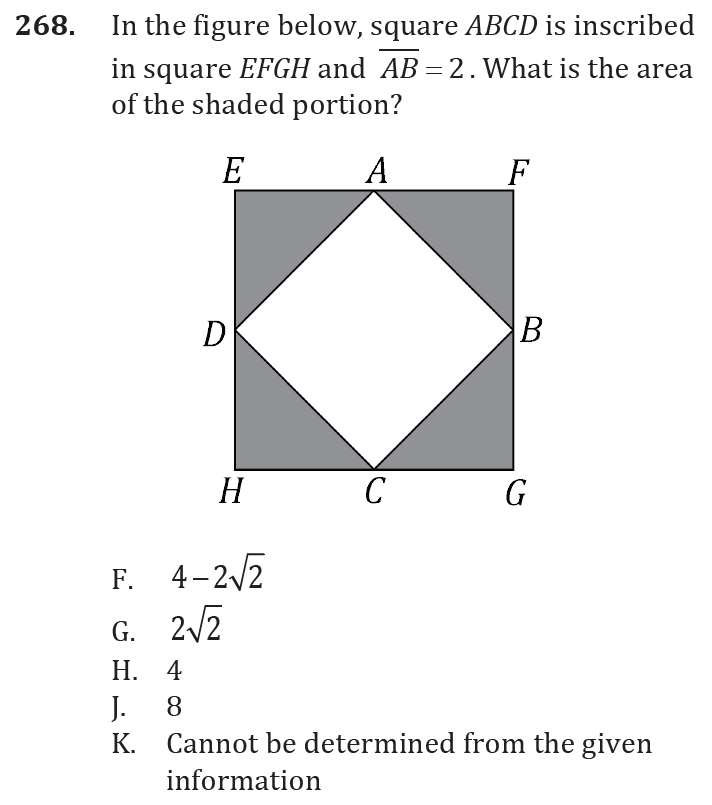 268. In the figure below, square ABCD is inscribed
in square EFGH and A̅B̅ = 2. What is the area
of the shaded portion?
E A F
D B
H C G
F. 4 – 2√2
G. 2√2
H. 4
J. 8
K. Cannot be determined from the given
information